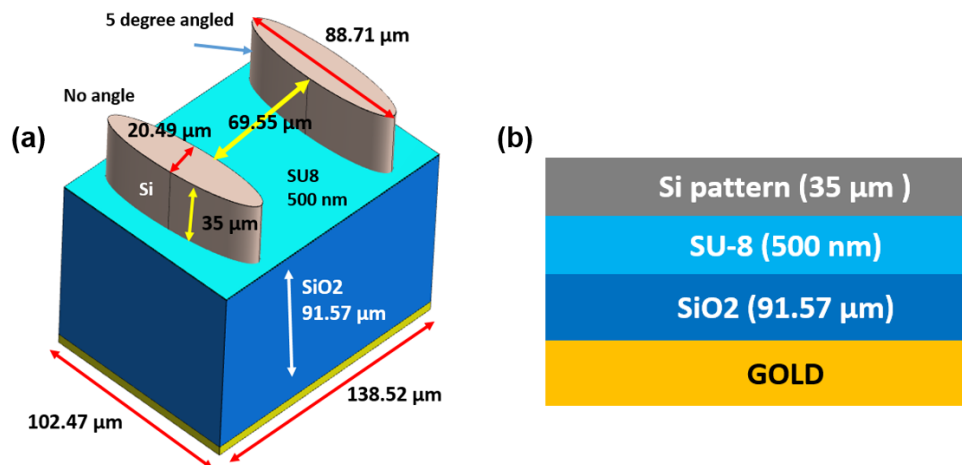 5 degree angled
88.71 μm
No angle
(a)
20.49 μm
69.55 μm
Si
SU8
500 nm
35 μm
SiO2
91.57 μm
102.47 μm
138.52 μm
(b)
Si pattern (35 μm )
SU-8 (500 nm)
SiO2 (91.57 μm)
GOLD